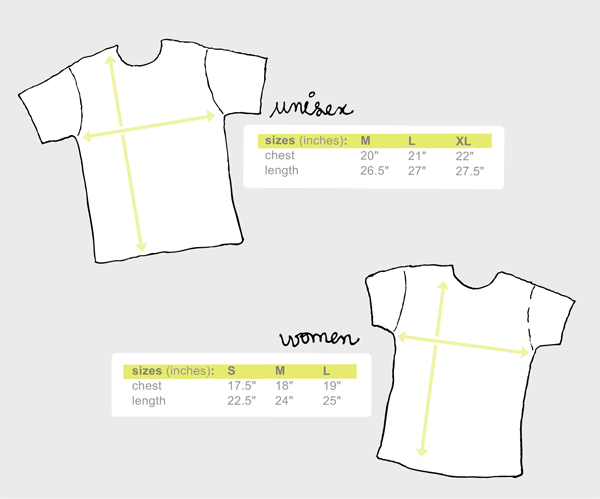 unisex
sizes (inches): M L XL
chest 20" 21" 22"
length 26.5" 27" 27.5"
women
sizes (inches): S M L
chest 17.5" 18" 19"
length 22.5" 24" 25"